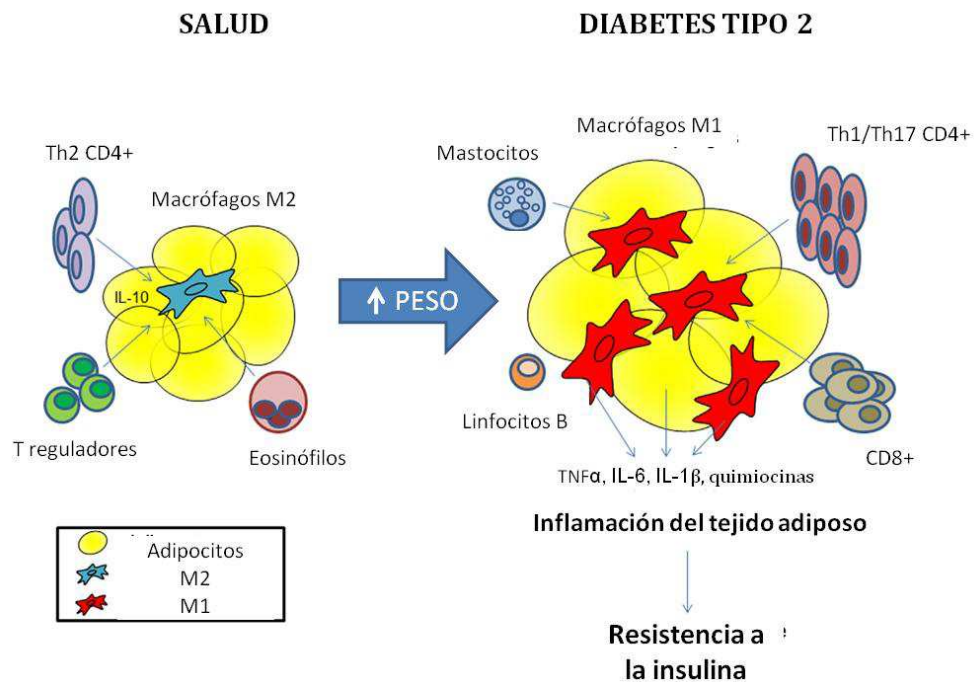 SALUD
DIABETES TIPO 2
Th2 CD4+
Macrófagos M2
IL-10
T reguladores
Eosinófilos
↑ PESO
Mastocitos
Macrófagos M1
Th1/Th17 CD4+
Linfocitos B
CD8+
TNFα, IL-6, IL-1β, quimiocinas
Inflamación del tejido adiposo
Resistencia a
la insulina
Adipocitos
M2
M1